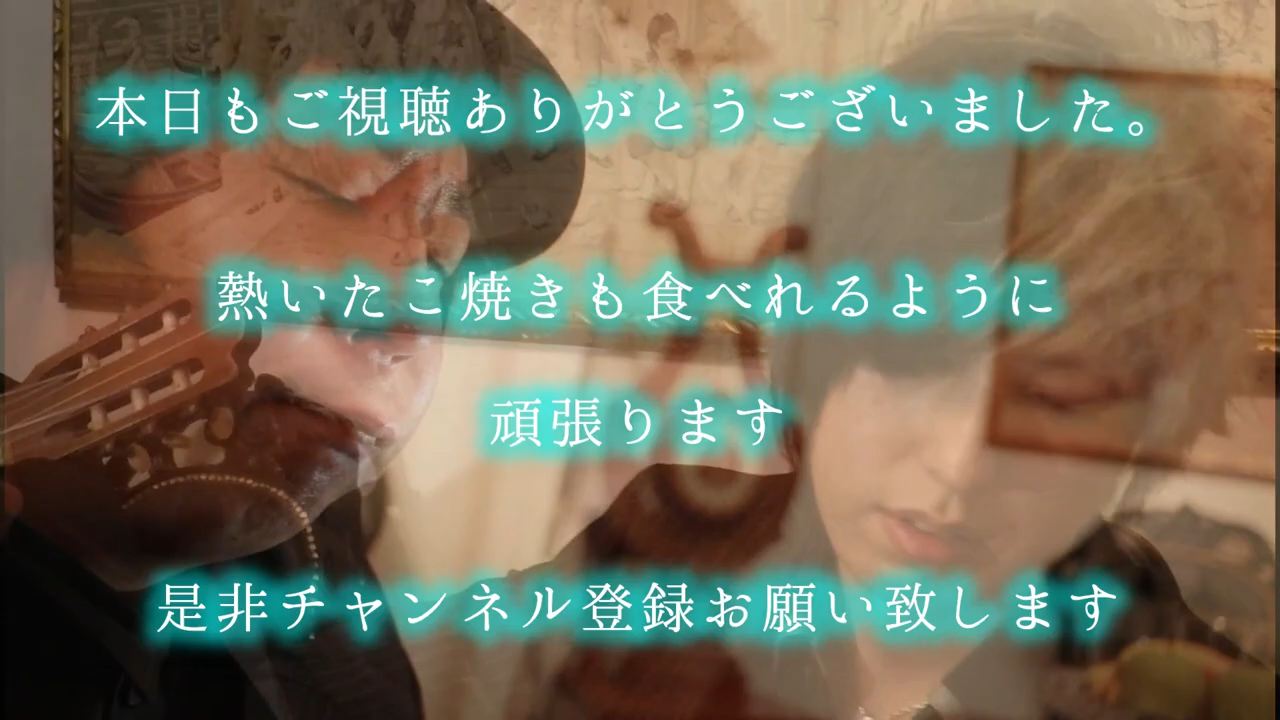 本日もご視聴ありがとうございました。
熱いたこ焼きも食べれるように
頑張ります
是非チャンネル登録お願い致します